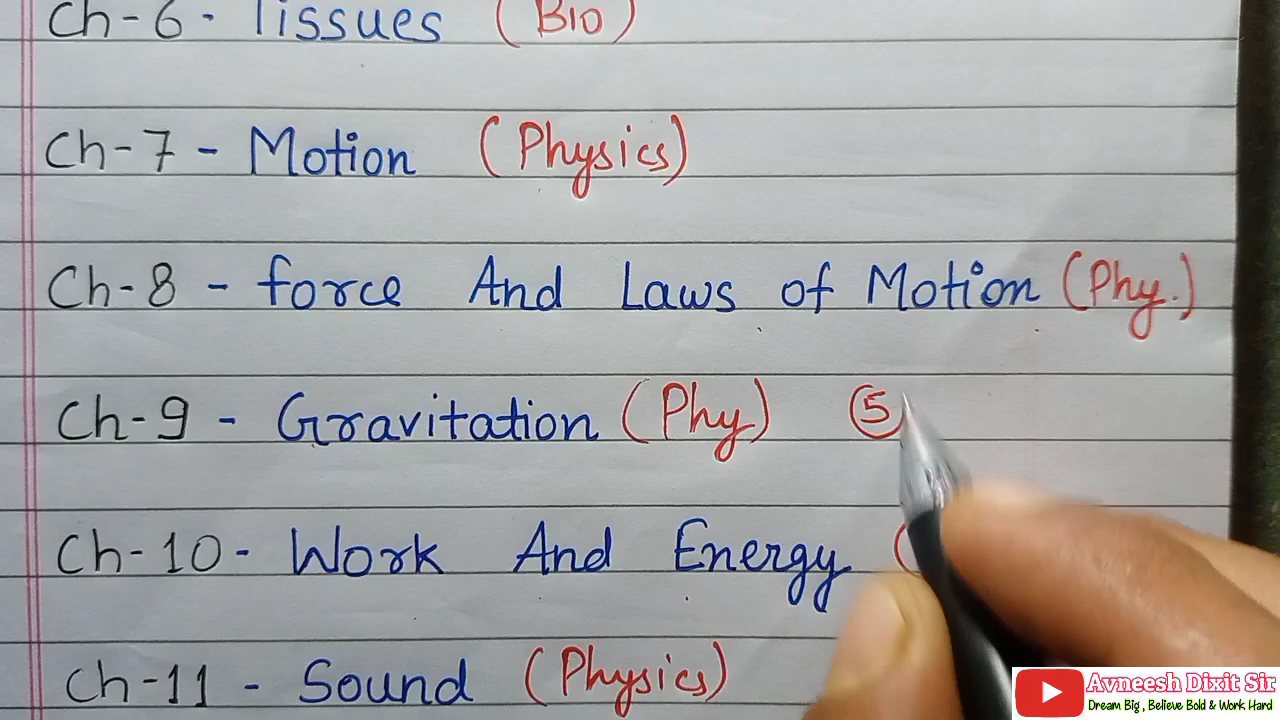 Ch-6 - Tissues (Bio)
Ch-7 - Motion (Physics)
Ch-8 - force And Laws of Motion (Phy.)
Ch-9 - Gravitation (Phy) 5
Ch-10 - Work And Energy (
Ch-11 - Sound (Physics)
Avneesh Dixit Sir
Dream Big , Believe Bold & Work Hard